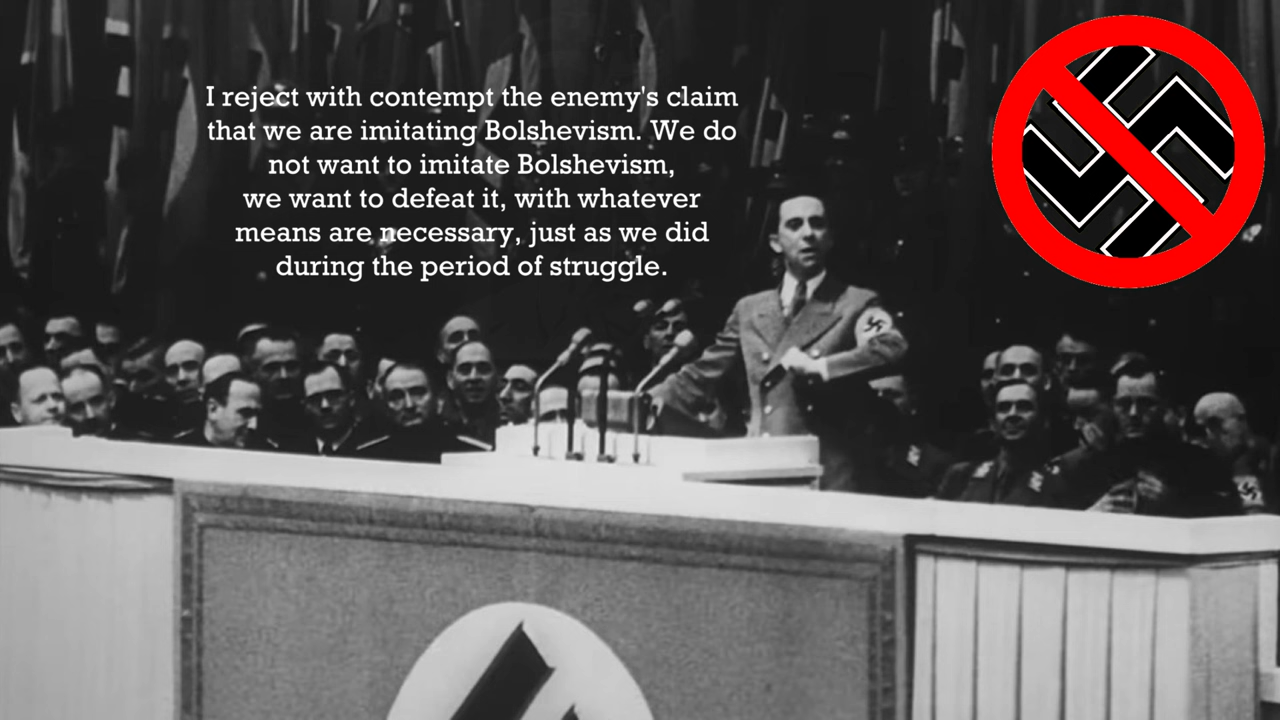 I reject with contempt the enemy's claim
that we are imitating Bolshevism. We do
not want to imitate Bolshevism,
we want to defeat it, with whatever
means are necessary, just as we did
during the period of struggle.